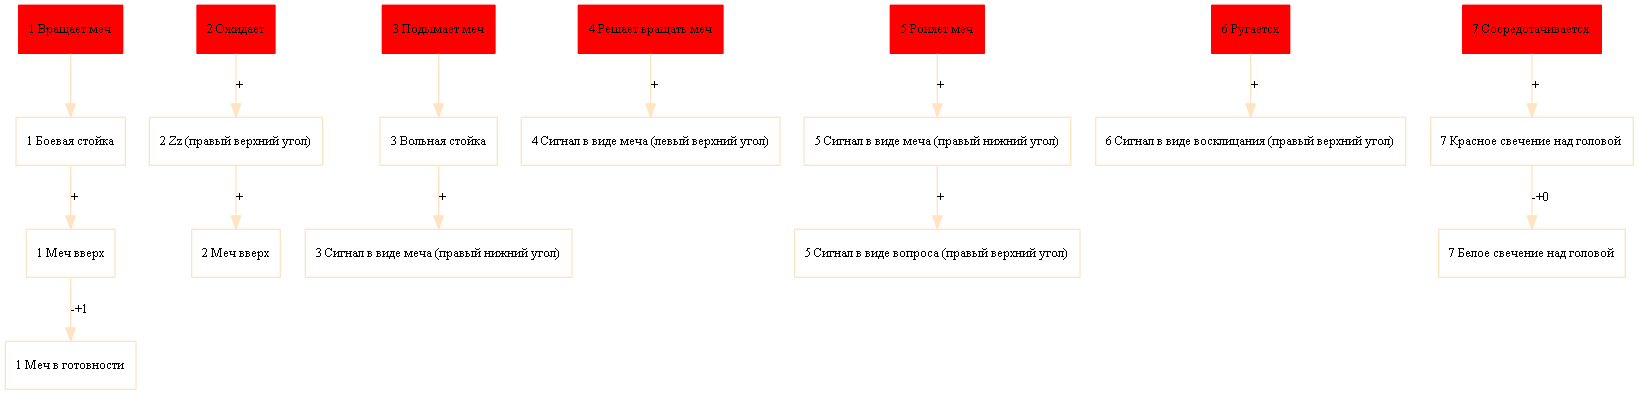 1 Вращает меч
2 Ожидает
3 Подымает меч
4 Решает вращать меч
5 Роняет меч
6 Ругается
7 Сосредотачивается
+
+
+
+
+
1 Боевая стойка
2 Zz (правый верхний угол)
3 Вольная стойка
4 Сигнал в виде меча (левый верхний угол)
5 Сигнал в виде меча (правый нижний угол)
6 Сигнал в виде восклицания (правый верхний угол)
7 Красное свечение над головой
+
+
+
+
-+0
1 Меч вверх
2 Меч вверх
3 Сигнал в виде меча (правый нижний угол)
5 Сигнал в виде вопроса (правый верхний угол)
7 Белое свечение над головой
-+1
1 Меч в готовности